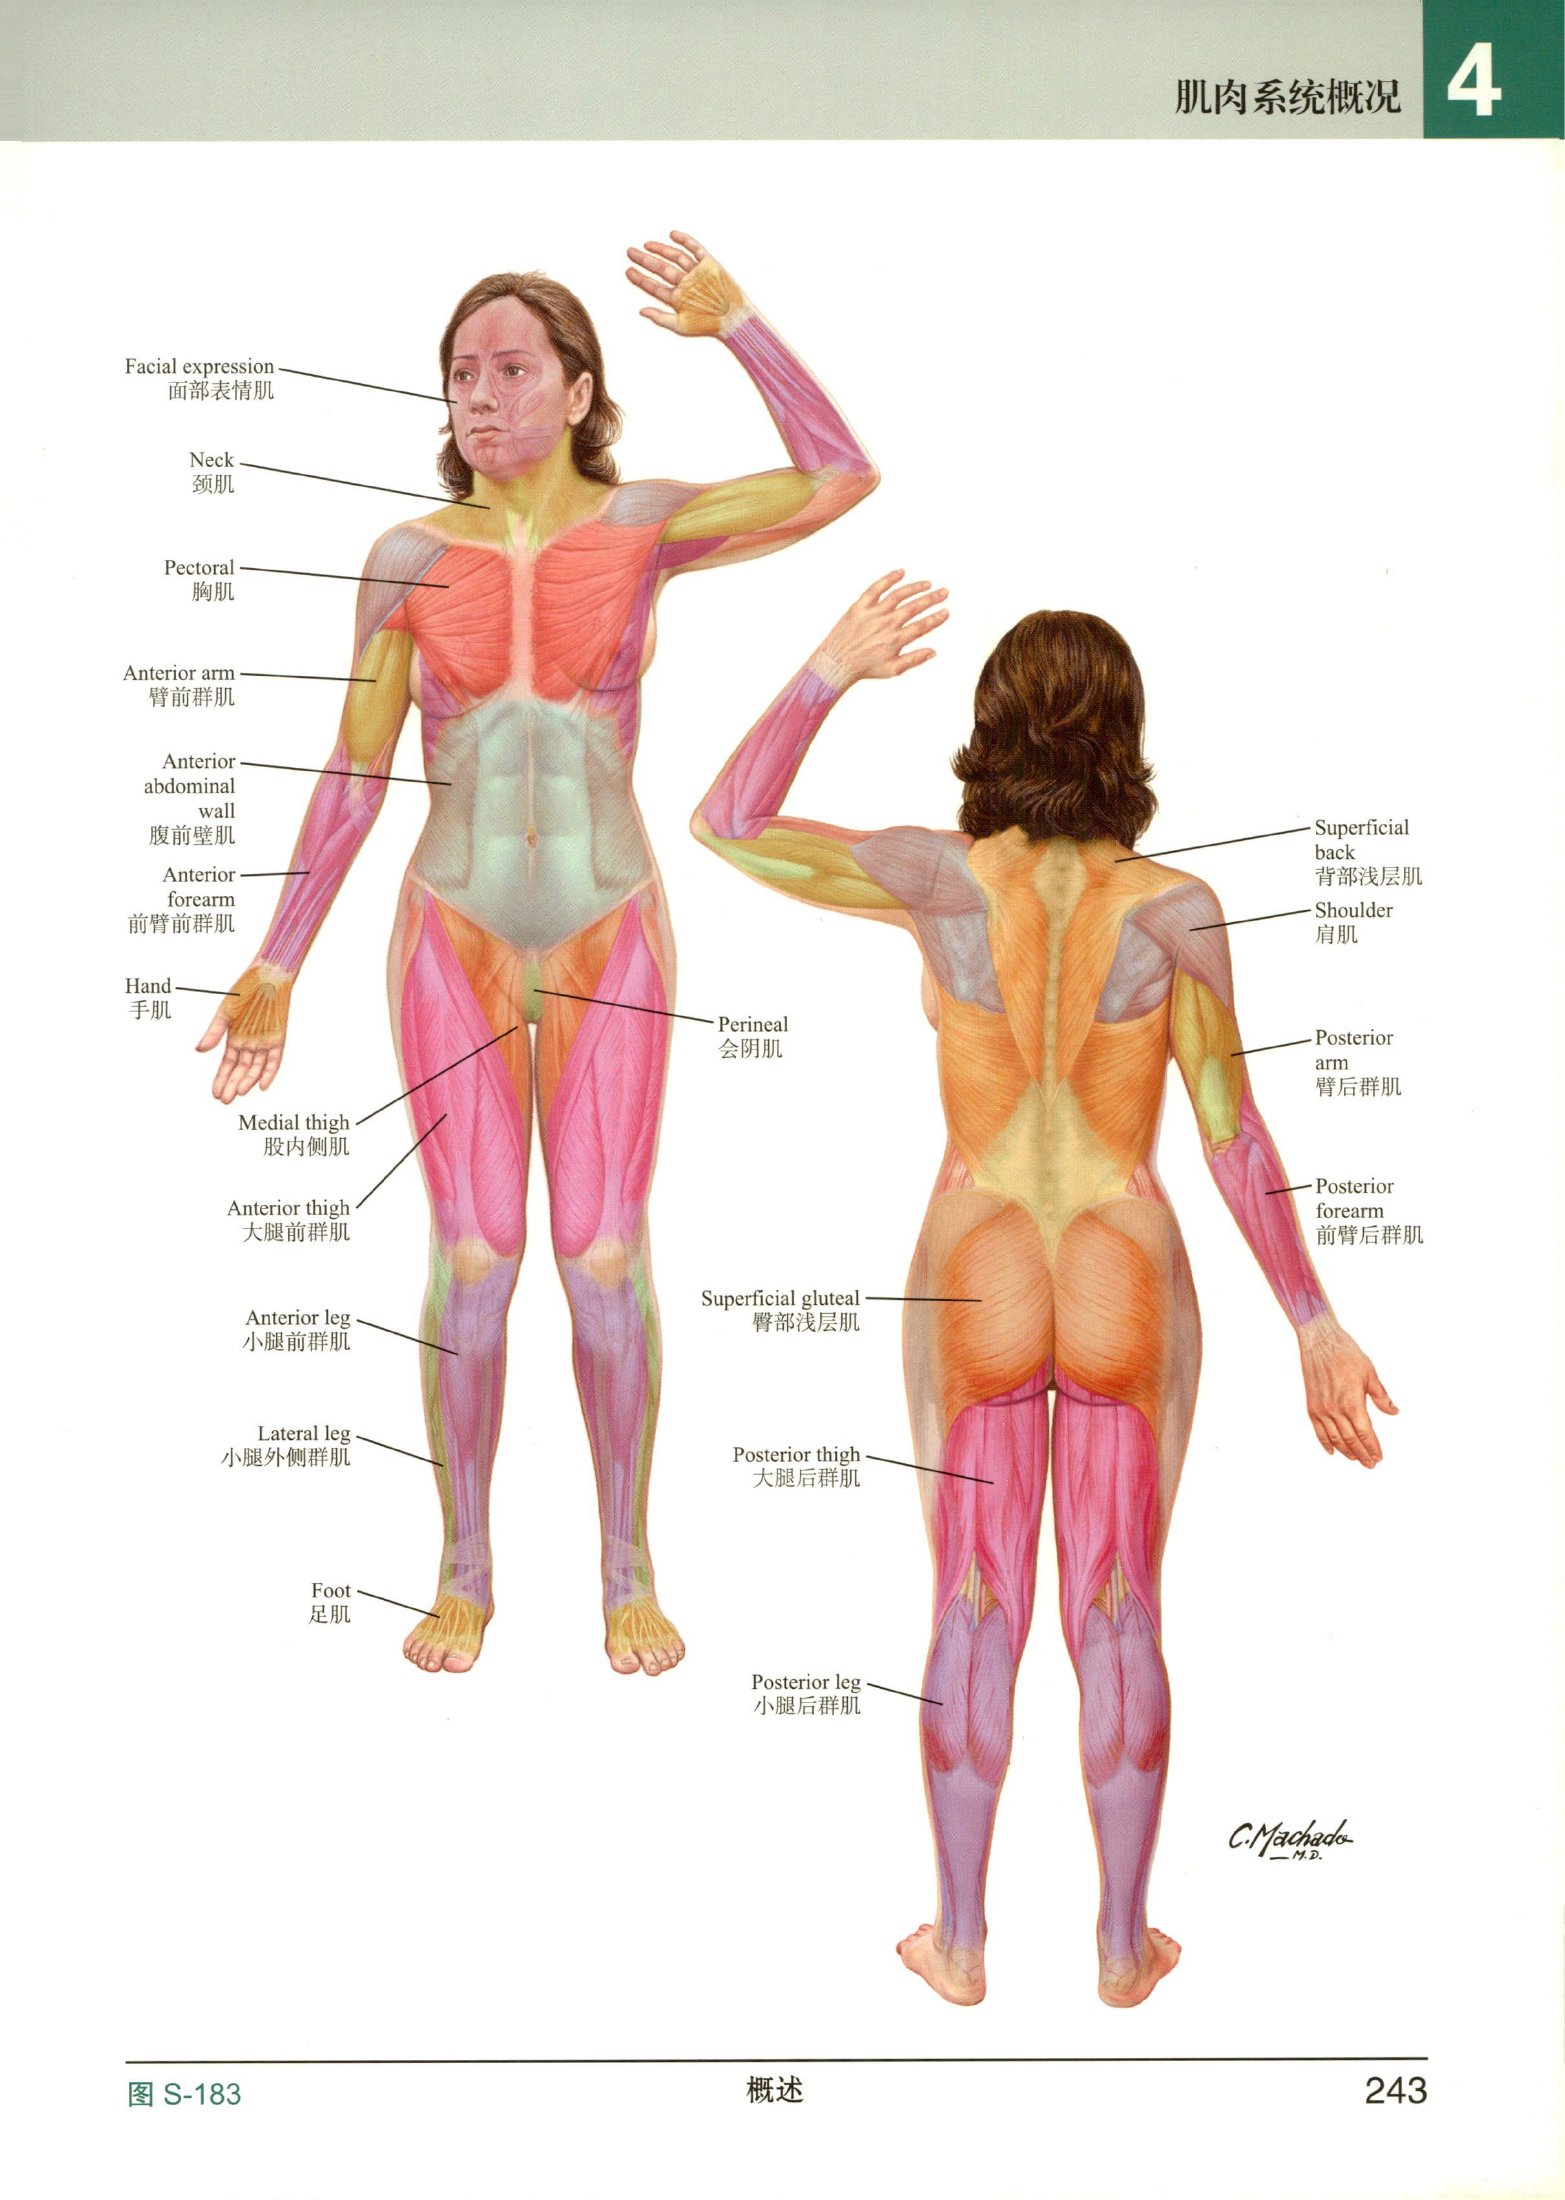 肌肉系统概况
4
Facial expression
面部表情肌
Neck
颈肌
Pectoral
胸肌
Anterior arm
臂前群肌
Anterior
abdominal
wall
腹前壁肌
Anterior
forearm
前臂前群肌
Hand
手肌
Perineal
会阴肌
Medial thigh
股内侧肌
Anterior thigh
大腿前群肌
Anterior leg
小腿前群肌
Lateral leg
小腿外侧群肌
Foot
足肌
Superficial
back
背部浅层肌
Shoulder
肩肌
Posterior
arm
臂后群肌
Posterior
forearm
前臂后群肌
Superficial gluteal
臀部浅层肌
Posterior thigh
大腿后群肌
Posterior leg
小腿后群肌
C.Machado
M.D.
图 S-183
概述
243